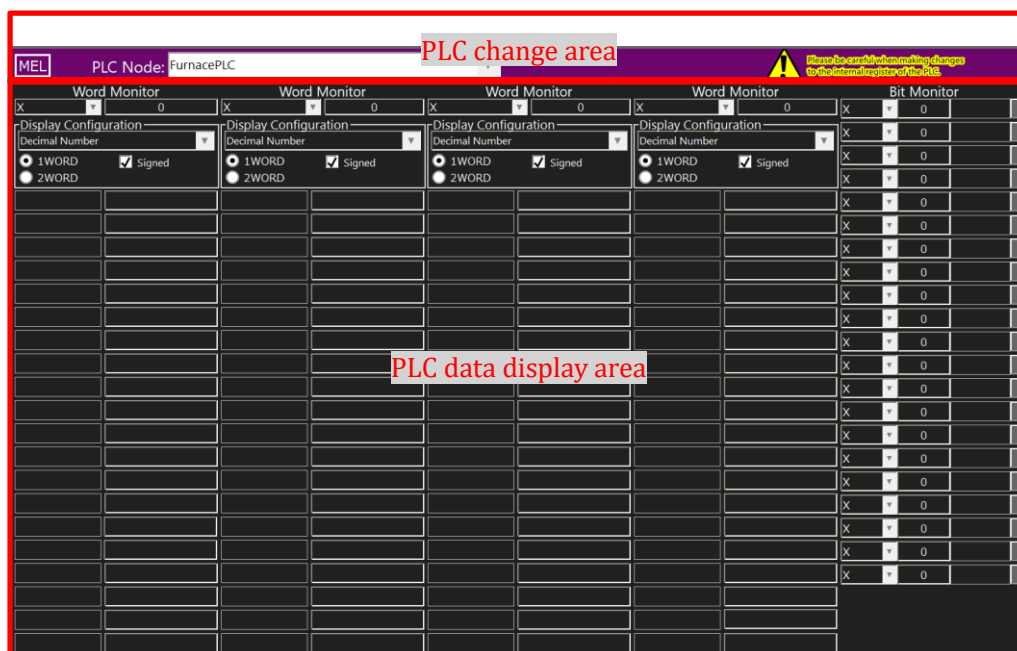 PLC change area
MEL PLC Node: FurnacePLC
Please be careful when making changes
to the internal register of the PLC.
Word Monitor Word Monitor Word Monitor Word Monitor Bit Monitor
X 0 X 0 X 0 X 0 X 0
Display Configuration Display Configuration Display Configuration Display Configuration X 0
Decimal Number Decimal Number Decimal Number Decimal Number
1WORD Signed 1WORD Signed 1WORD Signed 1WORD Signed X 0
2WORD 2WORD 2WORD 2WORD X 0
X 0
X 0
X 0
X 0
X 0
X 0
X 0
PLC data display area X 0
X 0
X 0
X 0
X 0
X 0
X 0
X 0
X 0
X 0